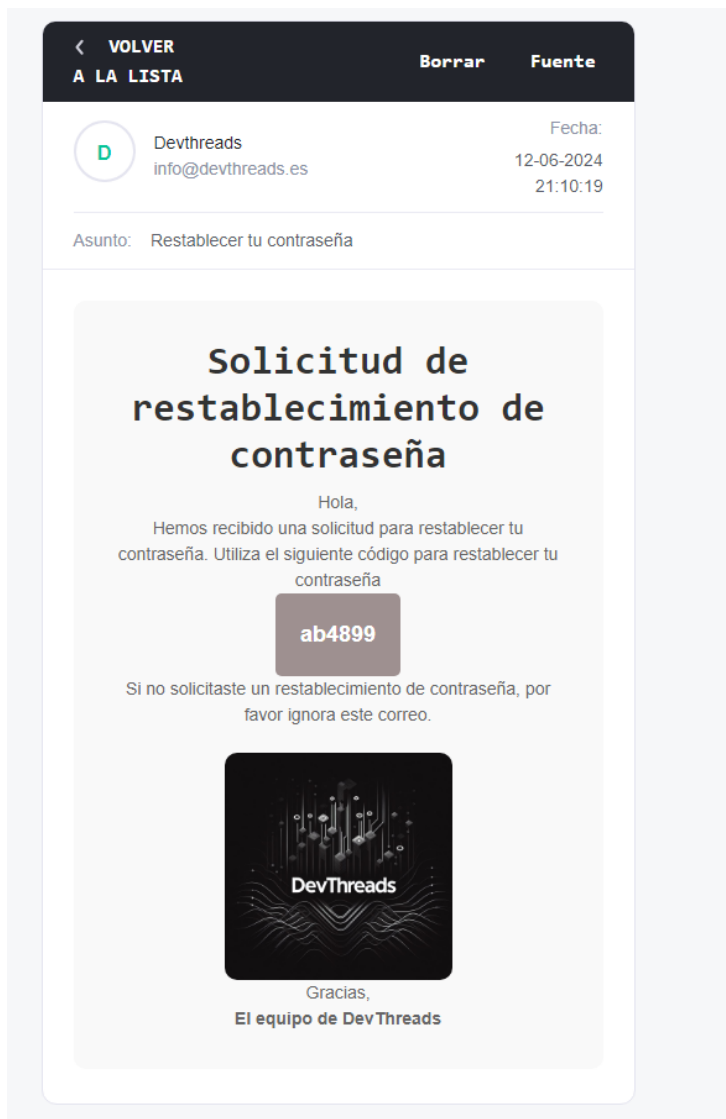 VOLVER
A LA LISTA
Borrar
Fuente
D
Devthreads
info@devthreads.es
Fecha:
12-06-2024
21:10:19
Asunto: Restablecer tu contraseña
Solicitud de
restablecimiento de
contraseña
Hola,
Hemos recibido una solicitud para restablecer tu
contraseña. Utiliza el siguiente código para restablecer tu
contraseña
ab4899
Si no solicitaste un restablecimiento de contraseña, por
favor ignora este correo.
DevThreads
Gracias,
El equipo de DevThreads